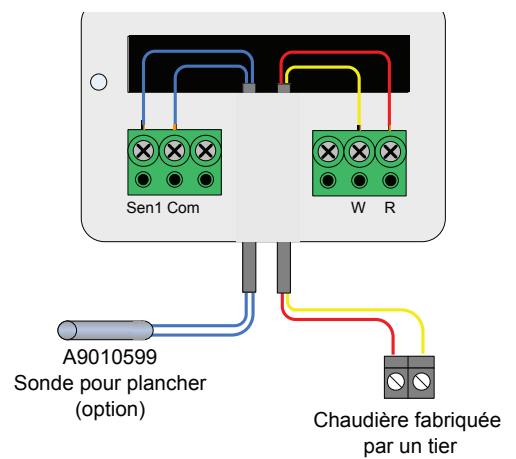 Sen1 Com
W R
A9010599
Sonde pour plancher
(option)
Chaudière fabriquée
par un tier